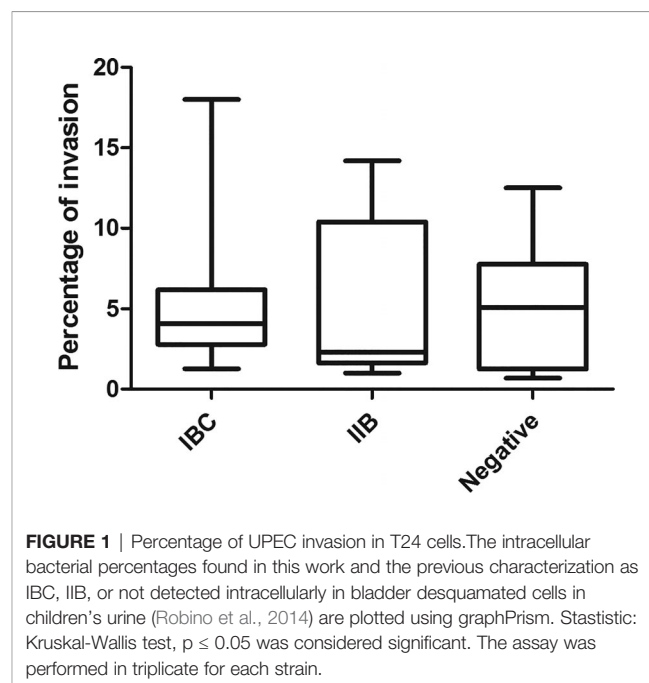 20
15
10
5
0
Percentage of invasion
IBC
IIB
Negative
FIGURE 1 | Percentage of UPEC invasion in T24 cells.The intracellular
bacterial percentages found in this work and the previous characterization as
IBC, IIB, or not detected intracellularly in bladder desquamated cells in
children's urine (Robino et al., 2014) are plotted using graphPrism. Stastistic:
Kruskal-Wallis test, p ≤ 0.05 was considered significant. The assay was
performed in triplicate for each strain.